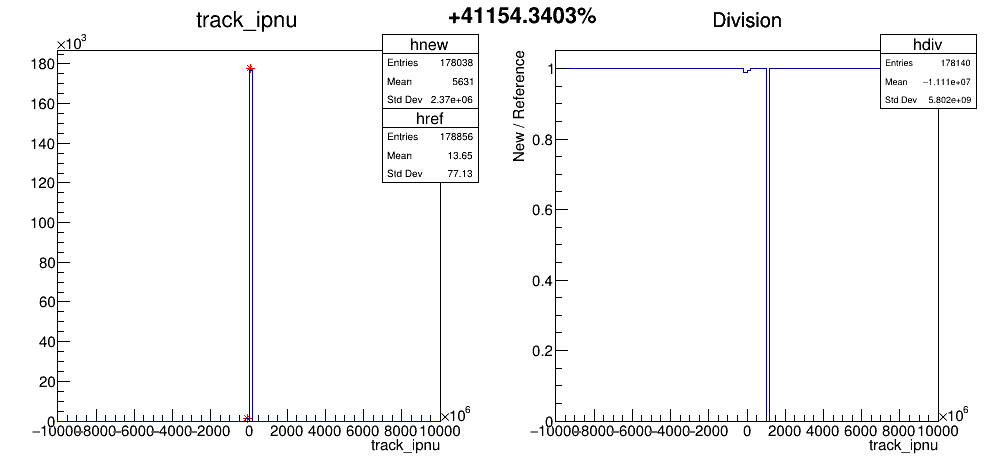 +41154.3403%
track_ipnu
×10³
180
160
140
120
100
80
60
40
20
0
−10000−8000−6000−4000−2000 0 2000 4000 6000 8000 10000
×10⁶
track_ipnu
hnew
Entries 178038
Mean 5631
Std Dev 2.37e+06
href
Entries 178856
Mean 13.65
Std Dev 77.13
Division
New / Reference
1
0.8
0.6
0.4
0.2
0
−10000−8000−6000−4000−2000 0 2000 4000 6000 8000 10000
×10⁶
track_ipnu
hdiv
Entries 178140
Mean −1.111e+07
Std Dev 5.802e+09